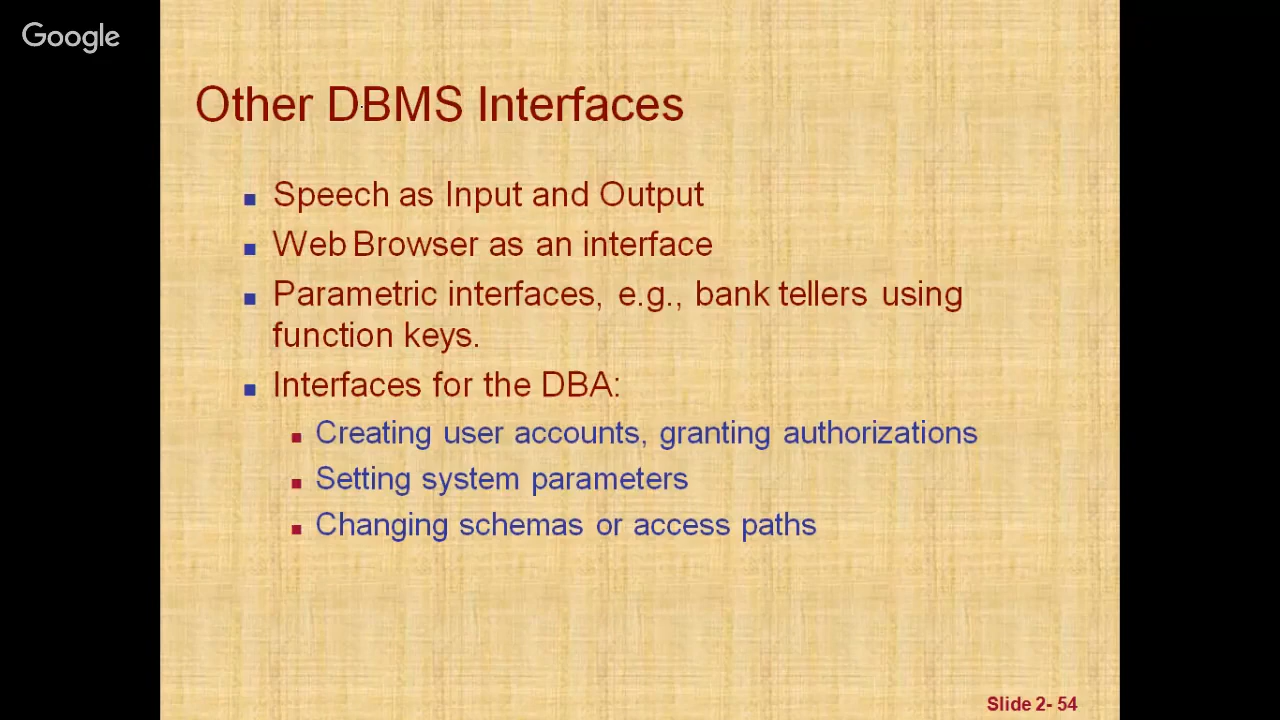 Google
Other DBMS Interfaces
Speech as Input and Output
Web Browser as an interface
Parametric interfaces, e.g., bank tellers using
function keys.
Interfaces for the DBA:
Creating user accounts, granting authorizations
Setting system parameters
Changing schemas or access paths
Slide 2- 54